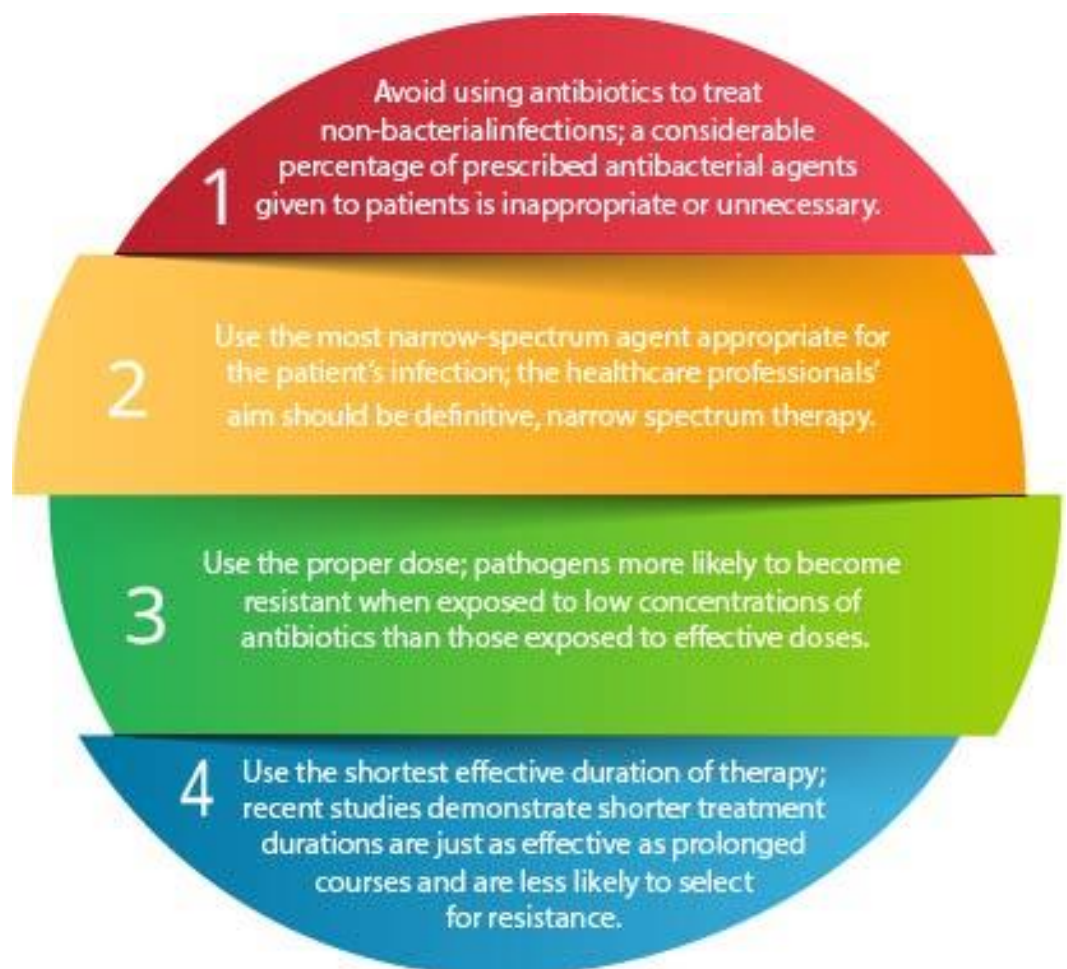 Avoid using antibiotics to treat
non-bacterialinfections; a considerable
percentage of prescribed antibacterial agents
1 given to patients is inappropriate or unnecessary.
Use the most narrow-spectrum agent appropriate for
2 the patient's infection; the healthcare professionals'
aim should be definitive, narrow spectrum therapy.
Use the proper dose; pathogens more likely to become
3 resistant when exposed to low concentrations of
antibiotics than those exposed to effective doses.
4 Use the shortest effective duration of therapy;
recent studies demonstrate shorter treatment
durations are just as effective as prolonged
courses and are less likely to select
for resistance.